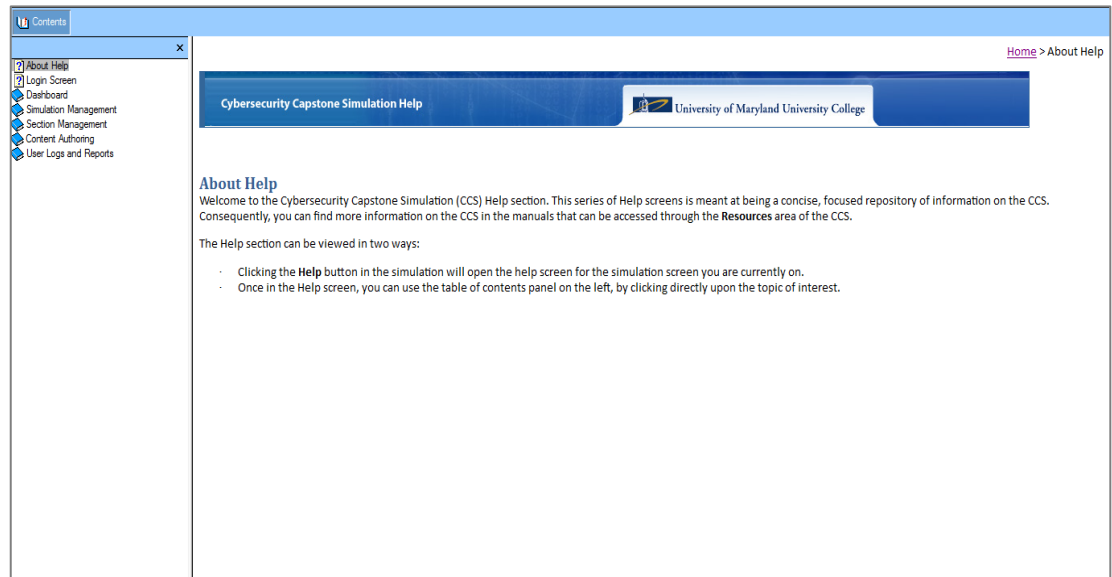 Contents
×
Home > About Help
About Help
Login Screen
Dashboard
Simulation Management
Section Management
Content Authoring
User Logs and Reports
Cybersecurity Capstone Simulation Help
University of Maryland University College
About Help
Welcome to the Cybersecurity Capstone Simulation (CCS) Help section. This series of Help screens is meant at being a concise, focused repository of information on the CCS.
Consequently, you can find more information on the CCS in the manuals that can be accessed through the Resources area of the CCS.
The Help section can be viewed in two ways:
· Clicking the Help button in the simulation will open the help screen for the simulation screen you are currently on.
· Once in the Help screen, you can use the table of contents panel on the left, by clicking directly upon the topic of interest.